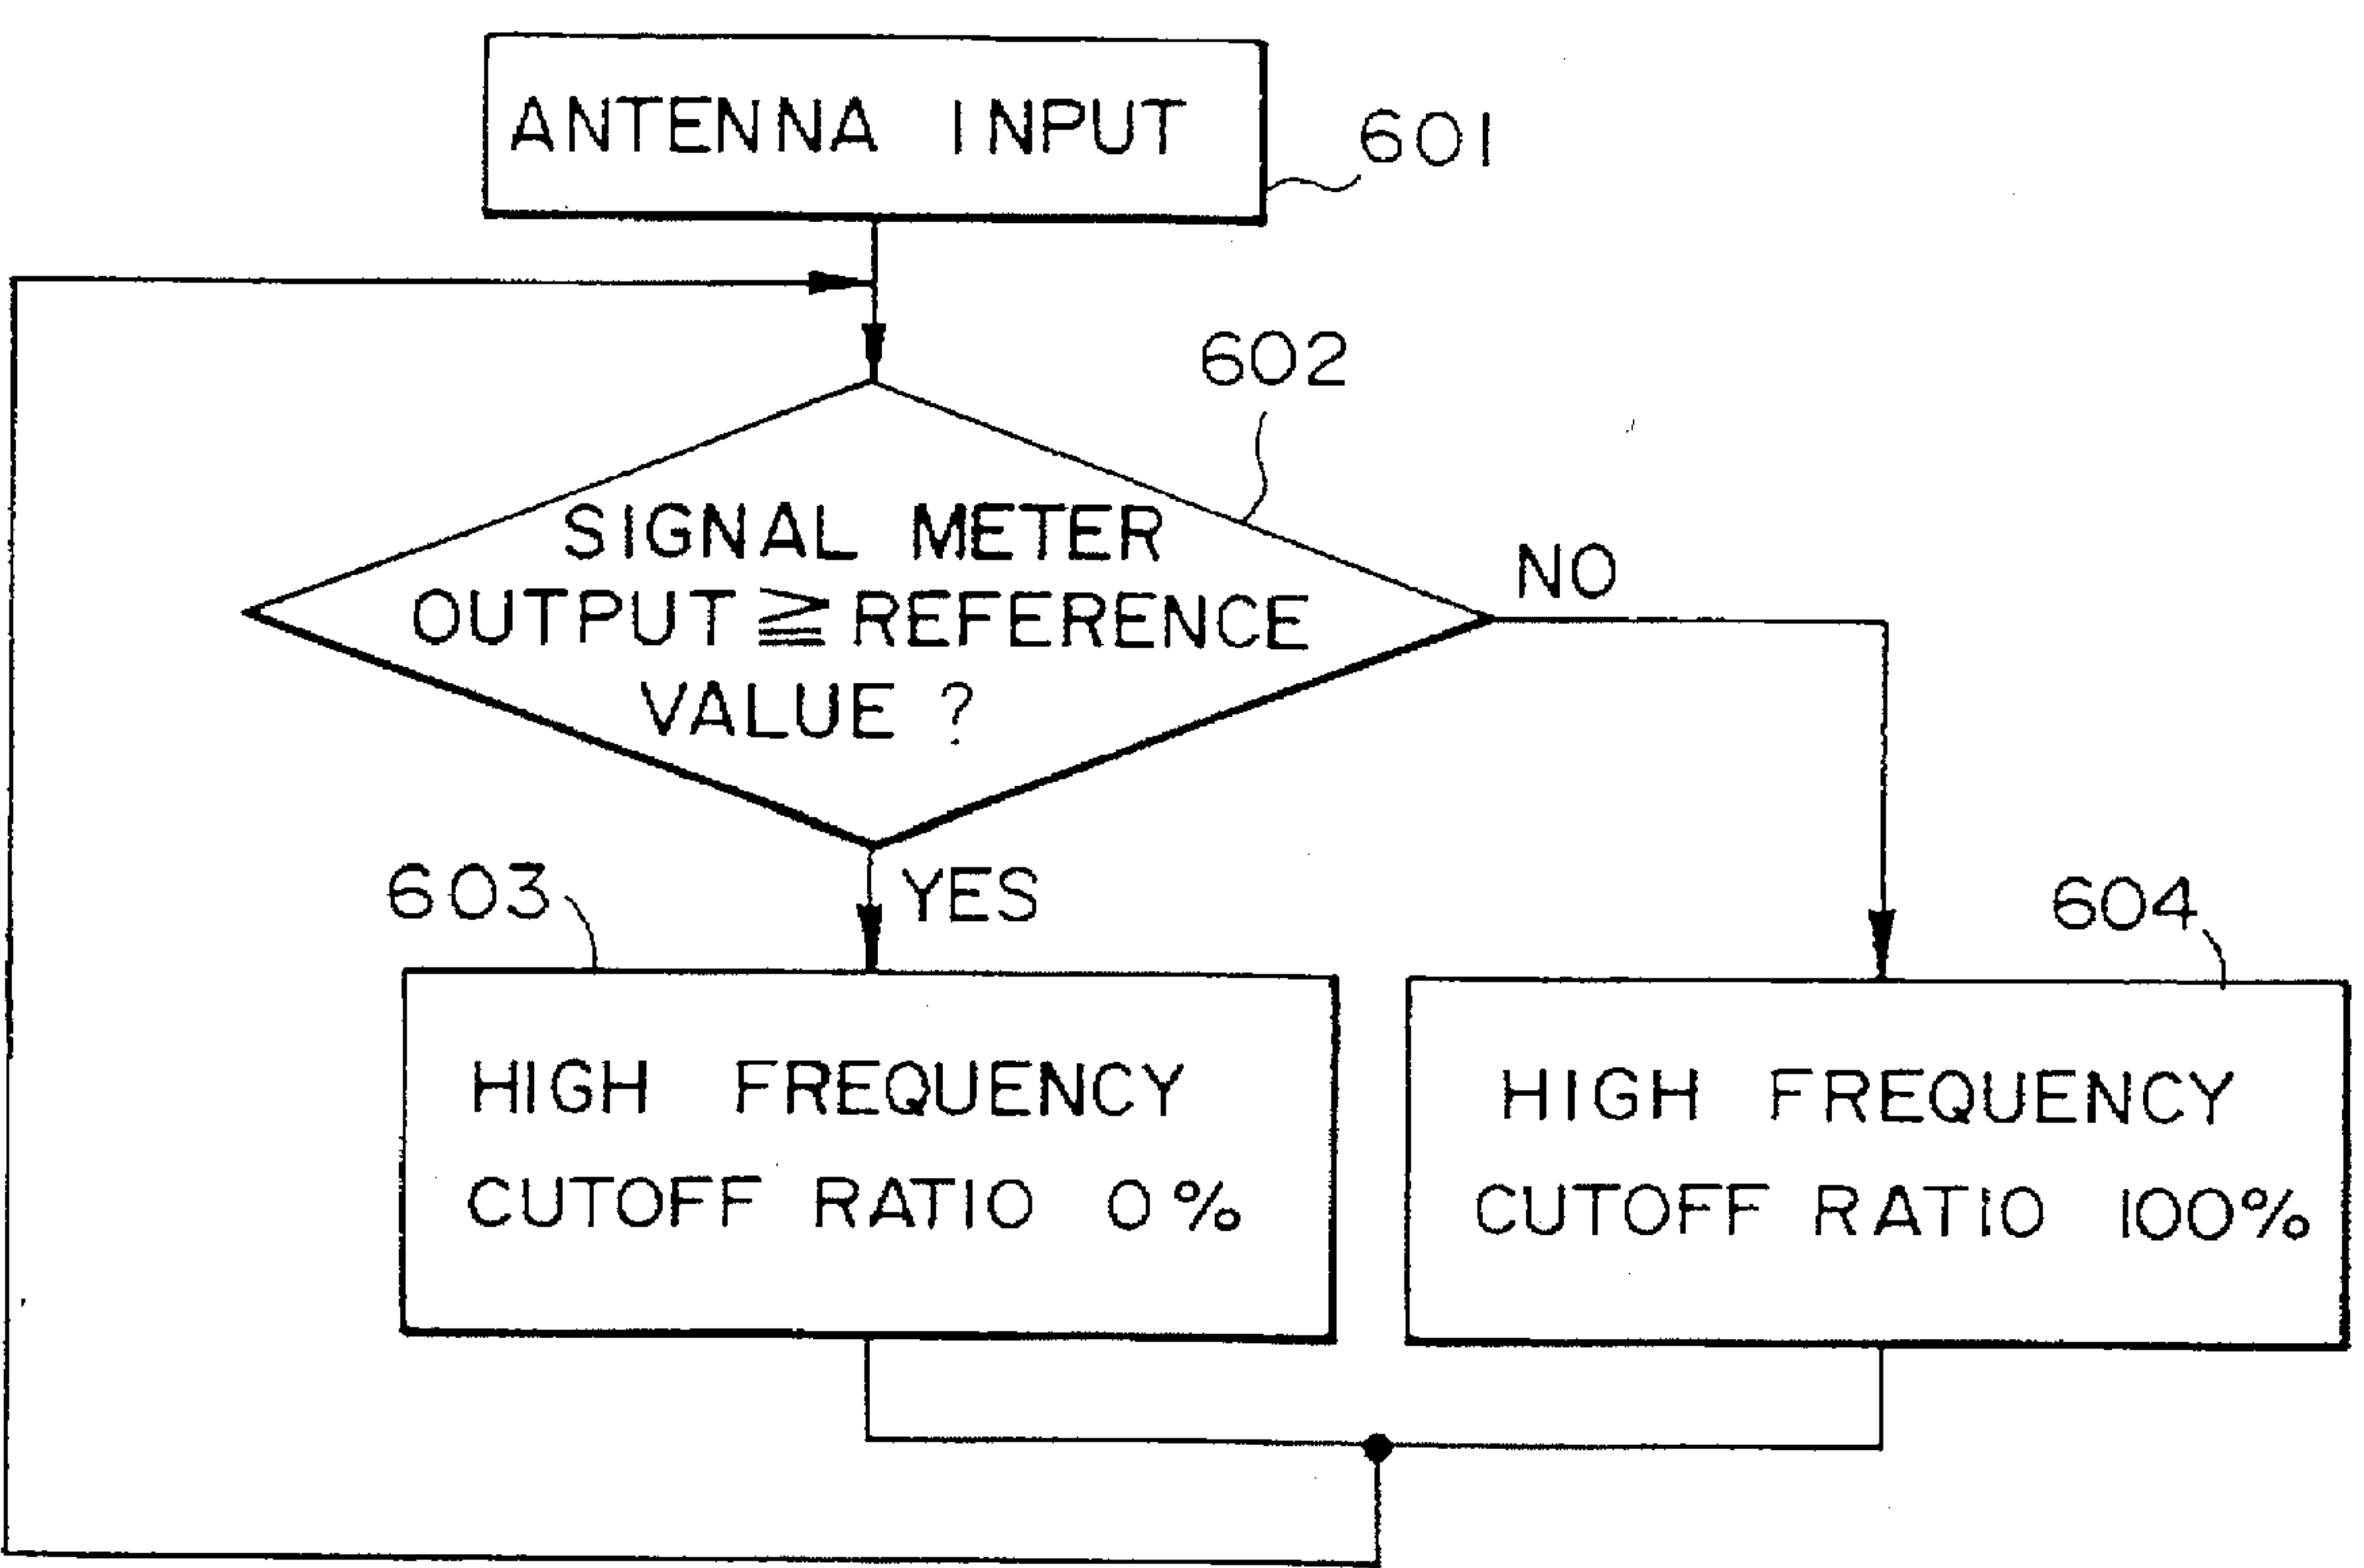 ANTENNA INPUT
601
602
SIGNAL METER
OUTPUT ≧ REFERENCE
VALUE ?
NO
YES
603
604
HIGH FREQUENCY
CUTOFF RATIO 0%
HIGH FREQUENCY
CUTOFF RATIO 100%